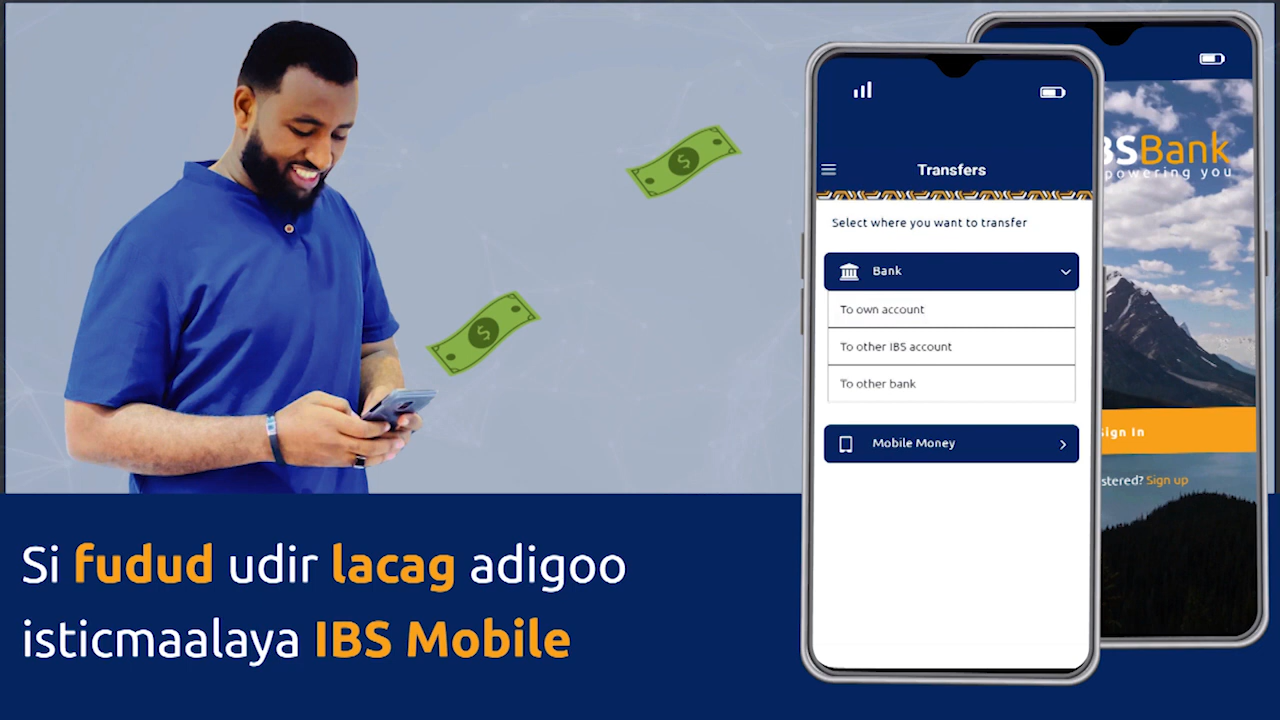 Transfers
Select where you want to transfer
Bank
To own account
To other IBS account
To other bank
Mobile Money
BSBank
powering you
Sign In
stered? Sign up
Si fudud udir lacag adigoo
isticmaalaya IBS Mobile